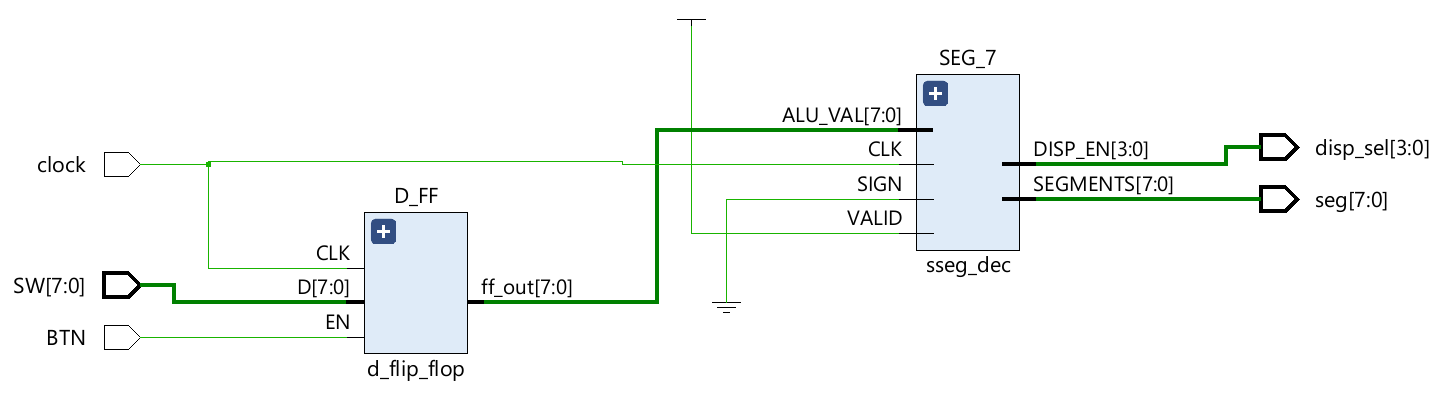 SEG_7
ALU_VAL[7:0]
CLK
SIGN
VALID
DISP_EN[3:0]
SEGMENTS[7:0]
sseg_dec
disp_sel[3:0]
seg[7:0]
clock
SW[7:0]
BTN
D_FF
CLK
D[7:0]
EN
ff_out[7:0]
d_flip_flop